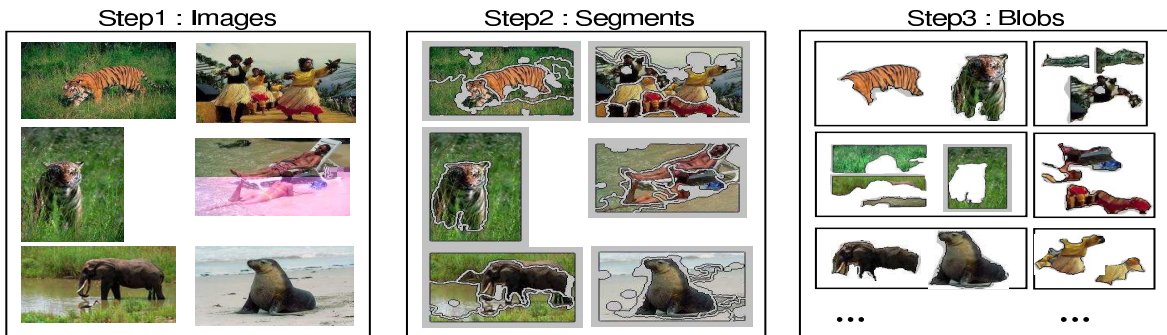 Step1 : Images
Step2 : Segments
Step3 : Blobs
...
...